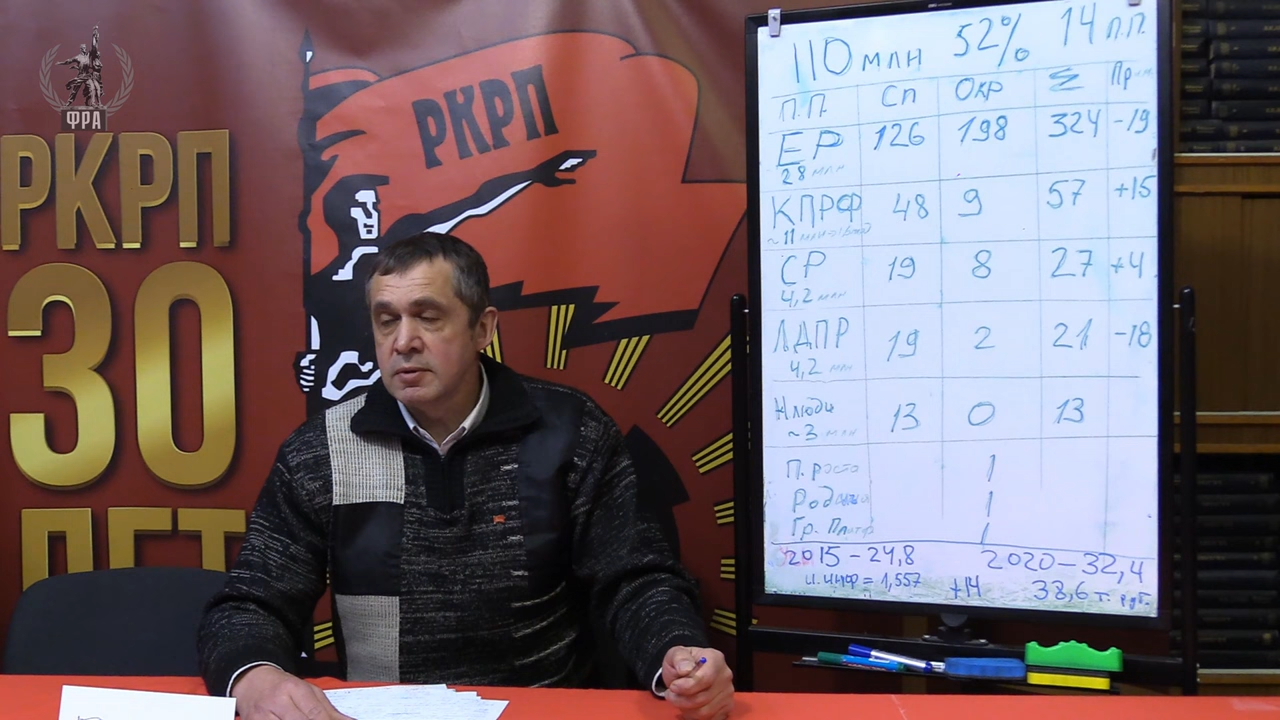 ФРА
РКРП
30
ЛЕТ
РКРП
110 млн 52% 14 п.п.
П.П Сп Окр Σ
ЕР 126 198 324 -19
28 млн
КПРФ 48 9 57 +15
~11 млн
СР 19 8 27 +4
4,2 млн
ЛДПР 19 2 21 -18
4,2 млн
Н люди 13 0 13
~3 млн
П. роста 1
Родина 1
Гр. Платф 1
2015 - 24,8 2020 - 32,4
и. инф = 1,557 +14 38,6 т. руб.